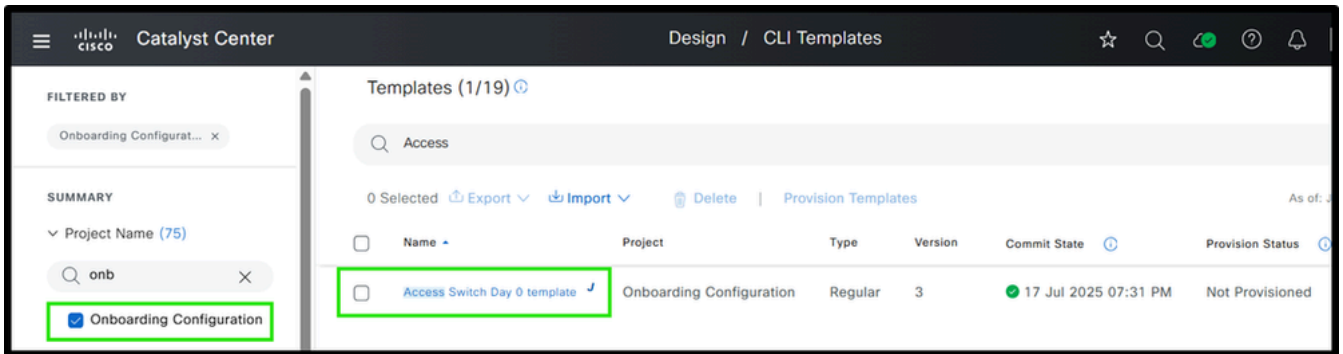 CISCO
Catalyst Center
Design / CLI Templates
FILTERED BY
Onboarding Configurat... ×
SUMMARY
Project Name (75)
onb
Onboarding Configuration
Templates (1/19)
Access
0 Selected Export Import Delete | Provision Templates
As of: J
Name Project Type Version Commit State Provision Status
Access Switch Day 0 template J Onboarding Configuration Regular 3 17 Jul 2025 07:31 PM Not Provisioned